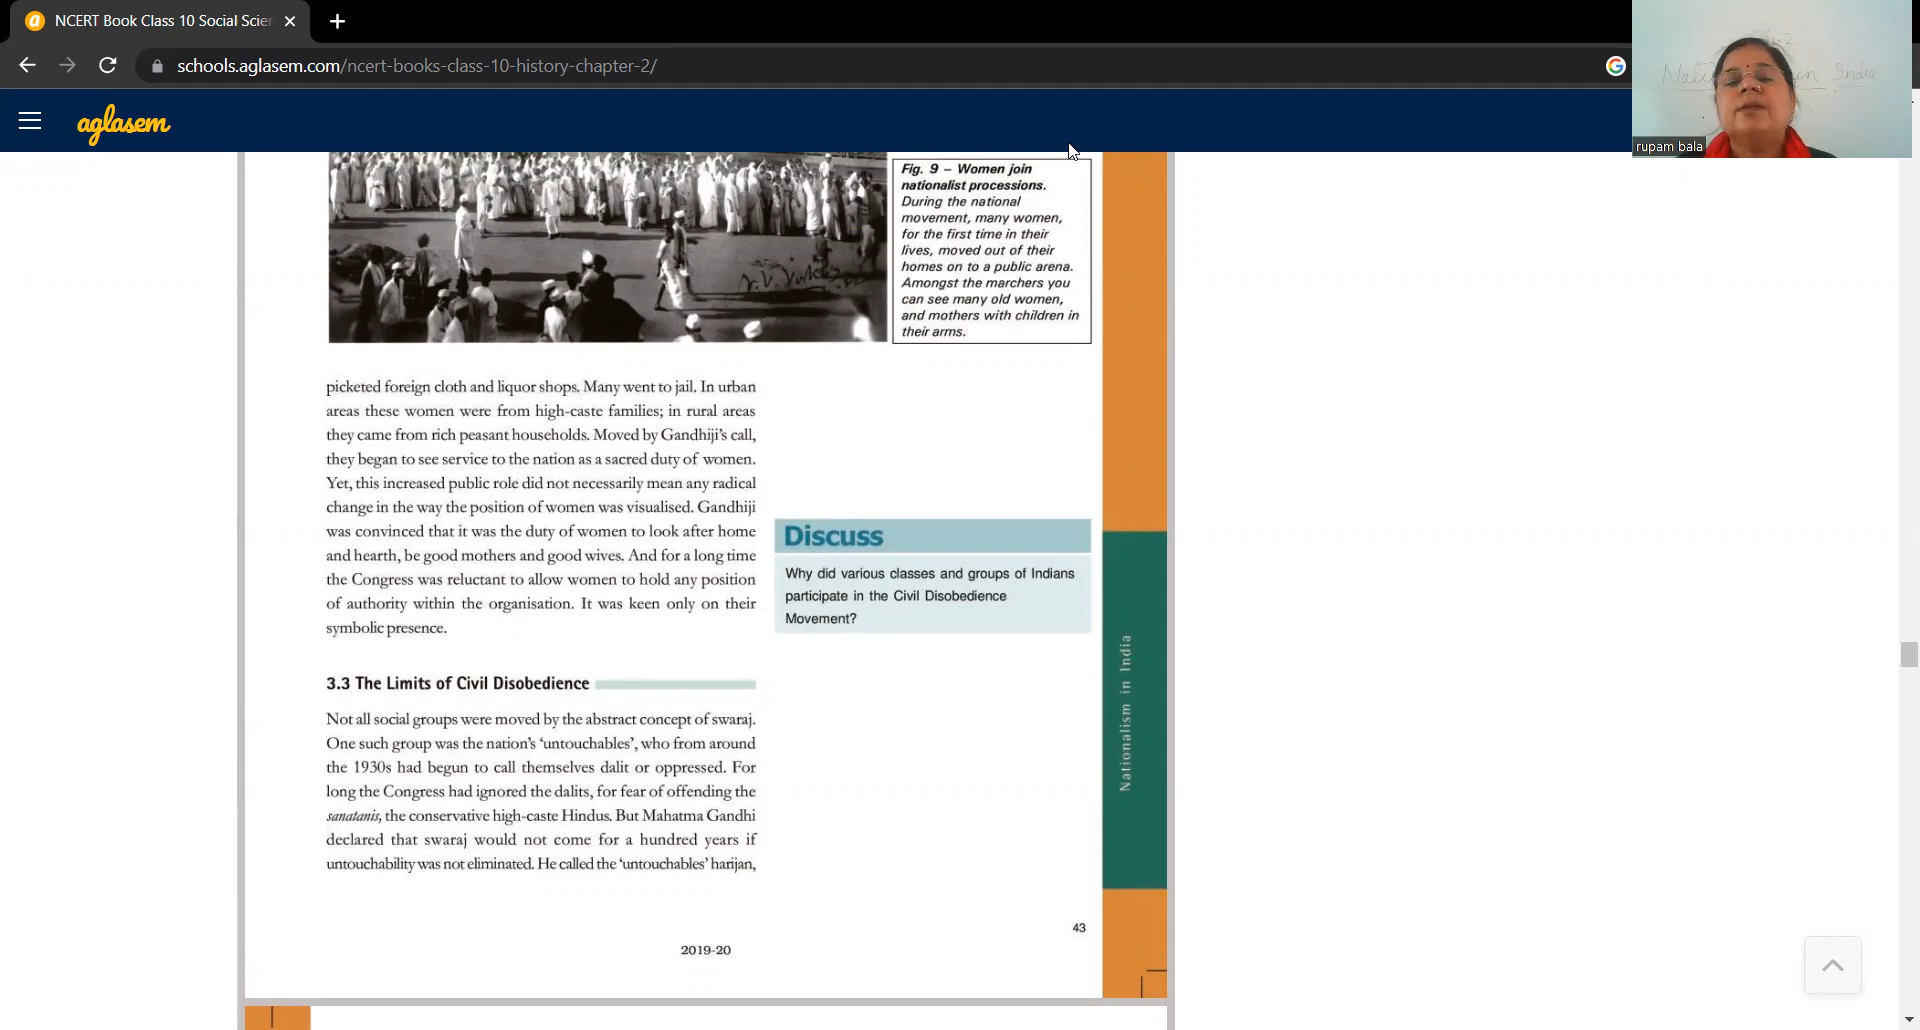 NCERT Book Class 10 Social Scien
schools.aglasem.com/ncert-books-class-10-history-chapter-2/
aglasem
Nati en India
rupam bala
Fig. 9 – Women join
nationalist processions.
During the national
movement, many women,
for the first time in their
lives, moved out of their
homes on to a public arena.
Amongst the marchers you
can see many old women,
and mothers with children in
their arms.
picketed foreign cloth and liquor shops. Many went to jail. In urban
areas these women were from high-caste families; in rural areas
they came from rich peasant households. Moved by Gandhiji’s call,
they began to see service to the nation as a sacred duty of women.
Yet, this increased public role did not necessarily mean any radical
change in the way the position of women was visualised. Gandhiji
was convinced that it was the duty of women to look after home
and hearth, be good mothers and good wives. And for a long time
the Congress was reluctant to allow women to hold any position
of authority within the organisation. It was keen only on their
symbolic presence.
Discuss
Why did various classes and groups of Indians
participate in the Civil Disobedience
Movement?
3.3 The Limits of Civil Disobedience
Not all social groups were moved by the abstract concept of swaraj.
One such group was the nation’s ‘untouchables’, who from around
the 1930s had begun to call themselves dalit or oppressed. For
long the Congress had ignored the dalits, for fear of offending the
sanatanis, the conservative high-caste Hindus. But Mahatma Gandhi
declared that swaraj would not come for a hundred years if
untouchability was not eliminated. He called the ‘untouchables’ harijan,
Nationalism in India
43
2019-20